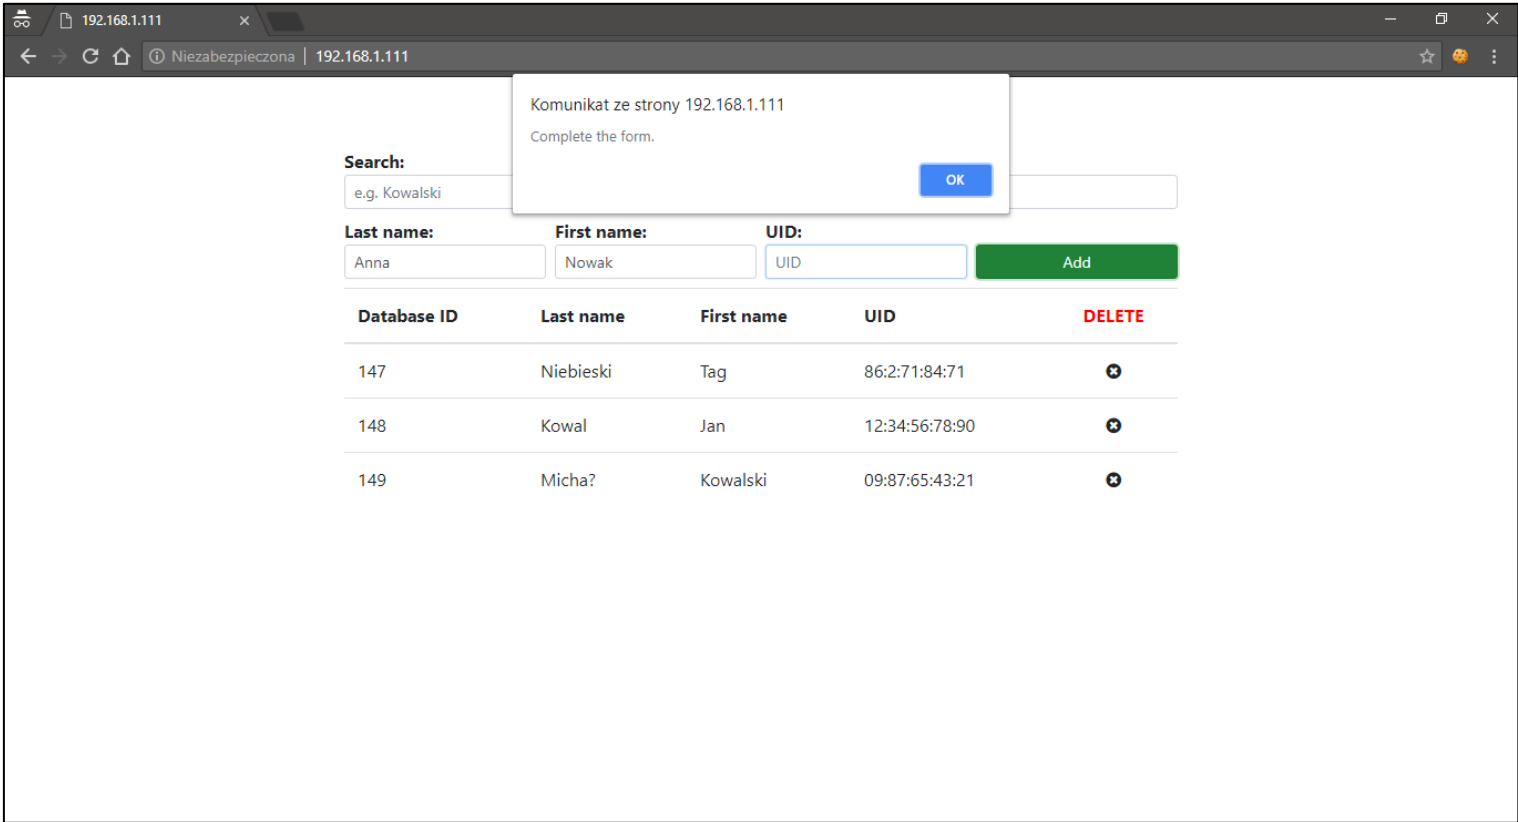 192.168.1.111
Niezabezpieczona | 192.168.1.111
Komunikat ze strony 192.168.1.111
Complete the form.
OK
Search:
e.g. Kowalski
Last name: First name: UID:
Anna Nowak UID Add
Database ID Last name First name UID DELETE
147 Niebieski Tag 86:2:71:84:71
148 Kowal Jan 12:34:56:78:90
149 Micha? Kowalski 09:87:65:43:21